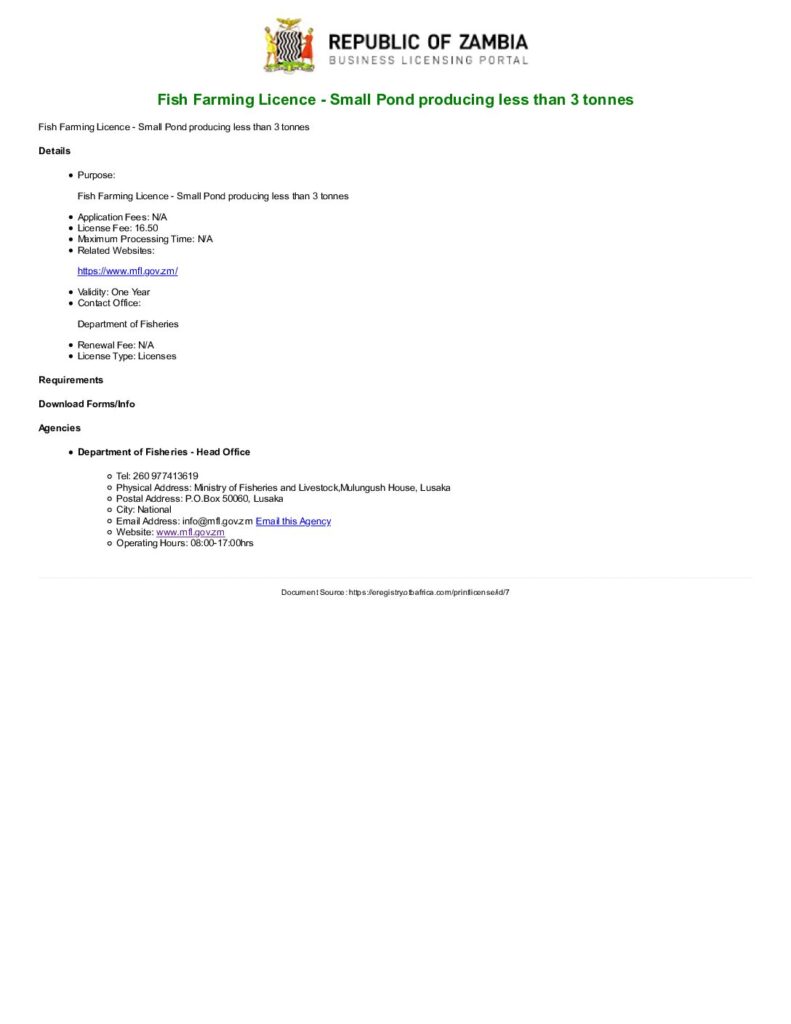 REPUBLIC OF ZAMBIA
BUSINESS LICENSING PORTAL
Fish Farming Licence - Small Pond producing less than 3 tonnes
Fish Farming Licence - Small Pond producing less than 3 tonnes
Details
Purpose:
Fish Farming Licence - Small Pond producing less than 3 tonnes
Application Fees: N/A
License Fee: 16.50
Maximum Processing Time: N/A
Related Websites:
https://www.mfl.gov.zm/
Validity: One Year
Contact Office:
Department of Fisheries
Renewal Fee: N/A
License Type: Licenses
Requirements
Download Forms/Info
Agencies
Department of Fisheries - Head Office
Tel: 260 977413619
Physical Address: Ministry of Fisheries and Livestock,Mulungush House, Lusaka
Postal Address: P.O.Box 50060, Lusaka
City: National
Email Address: info@mfl.gov.zm Email this Agency
Website: www.mfl.gov.zm
Operating Hours: 08:00-17:00hrs
Document Source: https://eregistry.otbafrica.com/printlicense/id/7